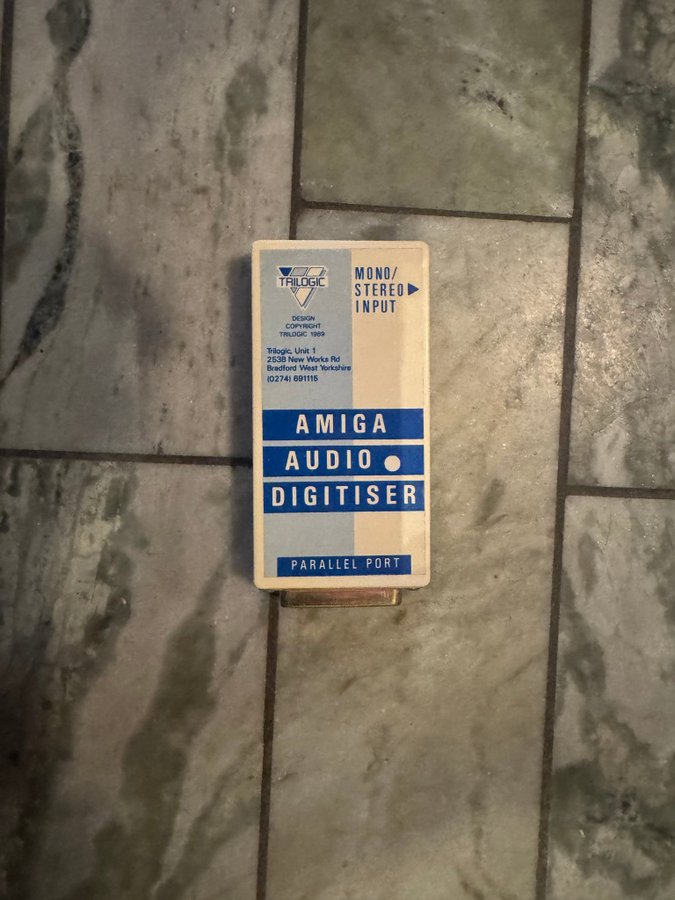 TRILOGIC
DESIGN
COPYRIGHT
TRILOGIC 1989
Trilogic, Unit 1
253B New Works Rd
Bradford West Yorkshire
(0274) 691115
MONO/
STEREO
INPUT
AMIGA
AUDIO
DIGITISER
PARALLEL PORT